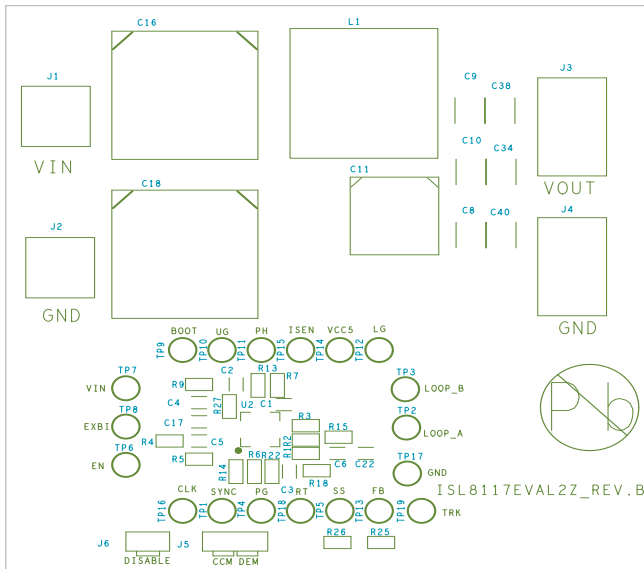 C16
L1
J1
C9
C38
J3
VIN
C10
C34
C11
VOUT
C18
J2
C8
C40
J4
GND
GND
BOOT
UG
PH
ISEN
VCC5
LG
TP9
TP10
TP11
TP15
TP14
TP12
TP7
VIN
R9
C2
R13
R7
TP3
LOOP_B
TP8
EXBI
C4
R27
C1
U2
TP2
LOOP_A
C17
R3
R15
R4
C5
R1
R2
TP6
EN
R5
R14
R6
R22
C6
C22
TP17
GND
C3
R18
ISL8117EVAL2Z_REV.B
CLK
SYNC
PG
RT
SS
FB
TP16
TP1
TP4
TP18
TP5
TP13
TP19
TRK
Pb
R26
R25
J6
J5
DISABLE
CCM
DEM